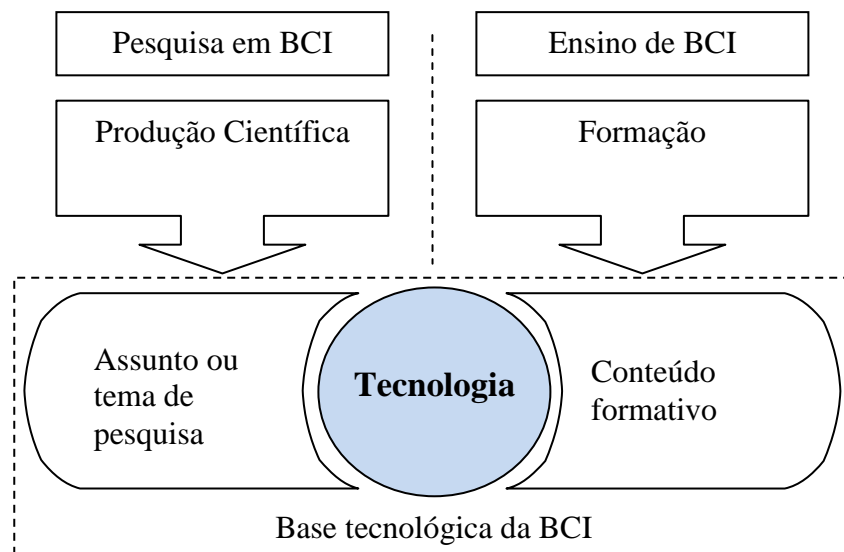 Pesquisa em BCI
Ensino de BCI
Produção Científica
Formação
Assunto ou
tema de
pesquisa
Tecnologia
Conteúdo
formativo
Base tecnológica da BCI